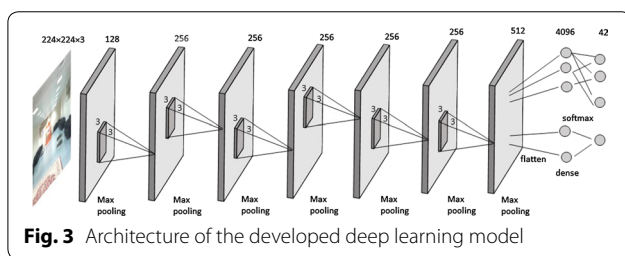 224×224×3 128 256 256 256 256 256 512 4096 42
3 3 3 3 3 3
3 3 3 3 3 3
softmax
flatten
dense
Max Max Max Max Max Max Max
pooling pooling pooling pooling pooling pooling pooling
Fig. 3 Architecture of the developed deep learning model